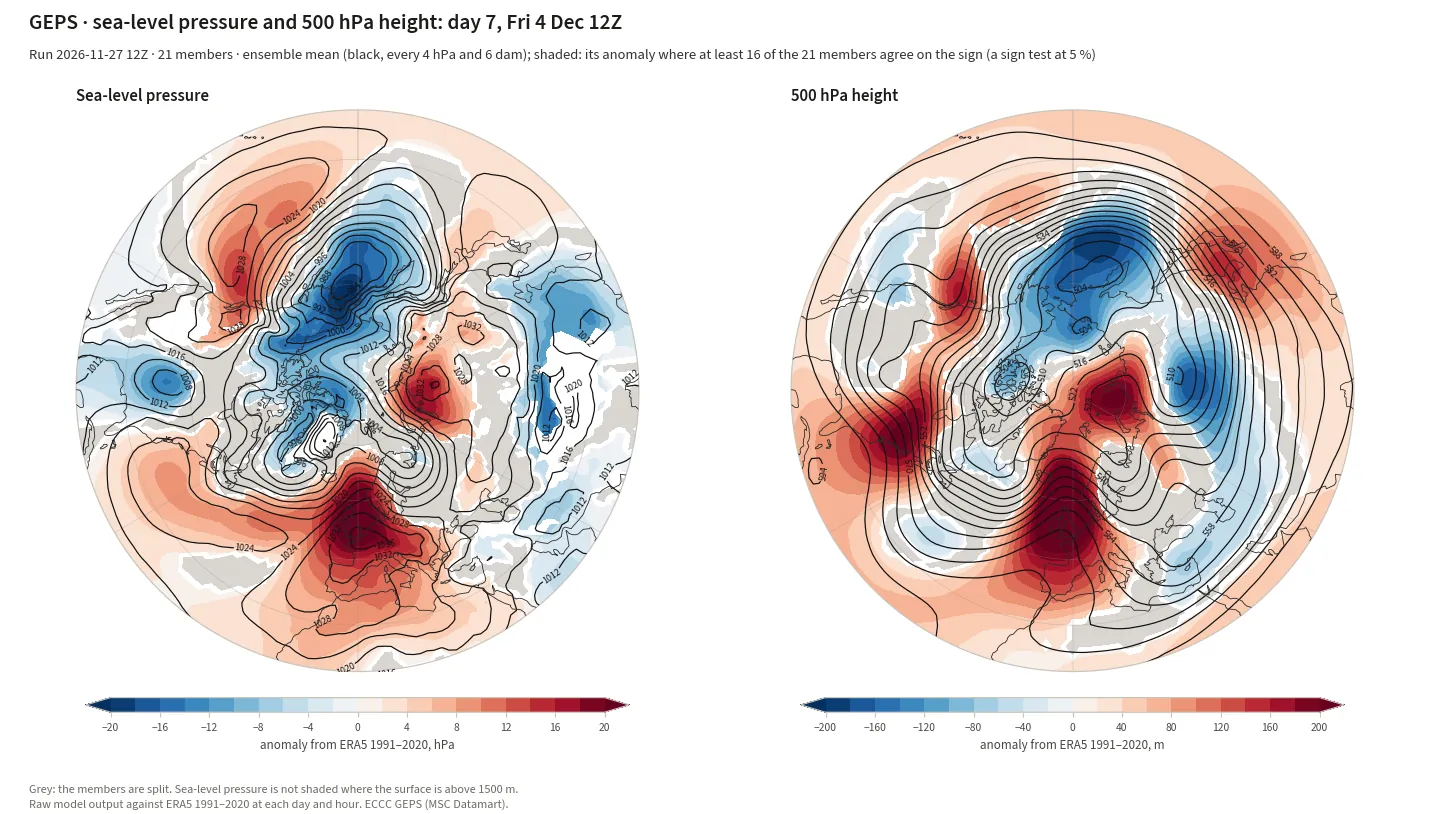 GEPS · sea-level pressure and 500 hPa height: day 7, Fri 4 Dec 12Z
Run 2026-11-27 12Z · 21 members · ensemble mean (black, every 4 hPa and 6 dam); shaded: its anomaly where at least 16 of the 21 members agree on the sign (a sign test at 5 %)
Sea-level pressure
500 hPa height
−20 −16 −12 −8 −4 0 4 8 12 16 20
anomaly from ERA5 1991–2020, hPa
−200 −160 −120 −80 −40 0 40 80 120 160 200
anomaly from ERA5 1991–2020, m
Grey: the members are split. Sea-level pressure is not shaded where the surface is above 1500 m.
Raw model output against ERA5 1991–2020 at each day and hour. ECCC GEPS (MSC Datamart).